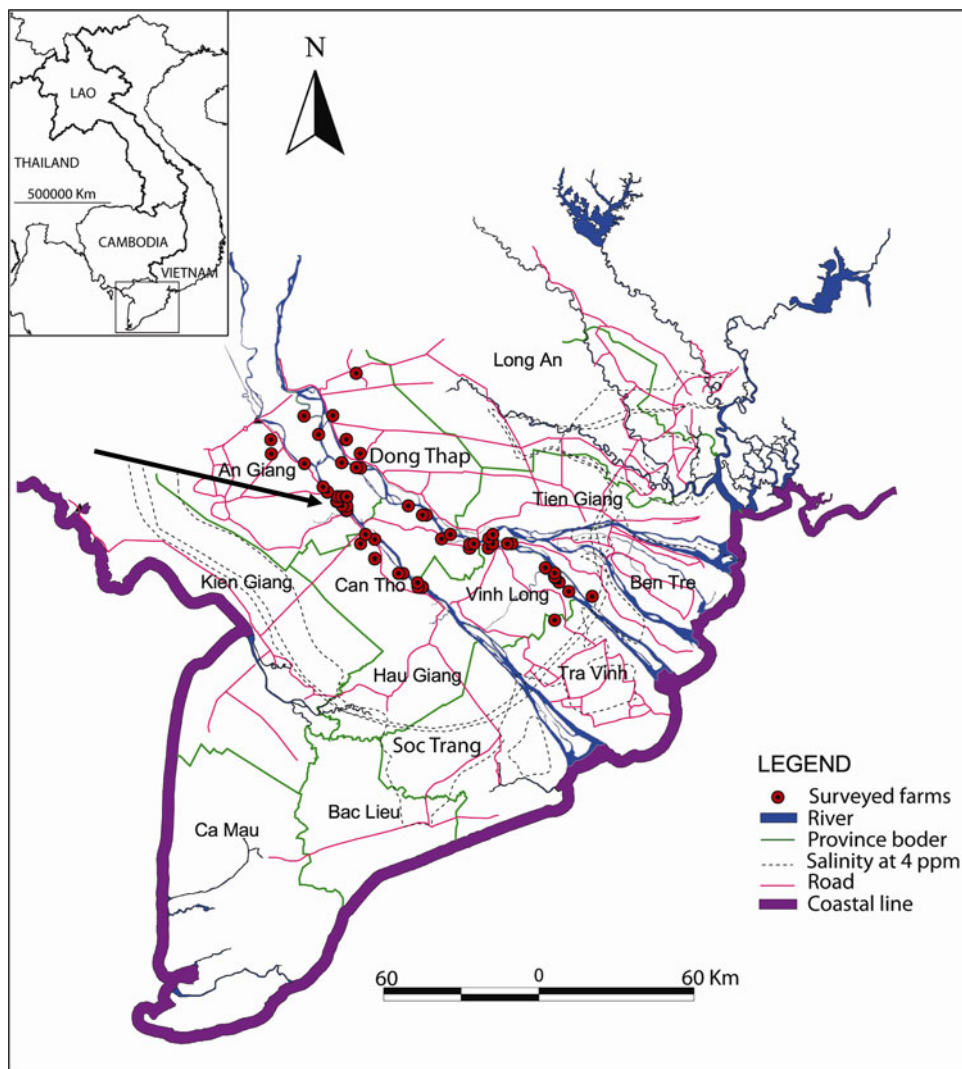 LAO
THAILAND
500000 Km
CAMBODIA
VIETNAM
N
Long An
An Giang
Dong Thap
Tien Giang
Kien Giang
Can Tho
Vinh Long
Ben Tre
Hau Giang
Tra Vinh
Soc Trang
Bac Lieu
Ca Mau
LEGEND
Surveyed farms
River
Province boder
Salinity at 4 ppm
Road
Coastal line
60 0 60 Km